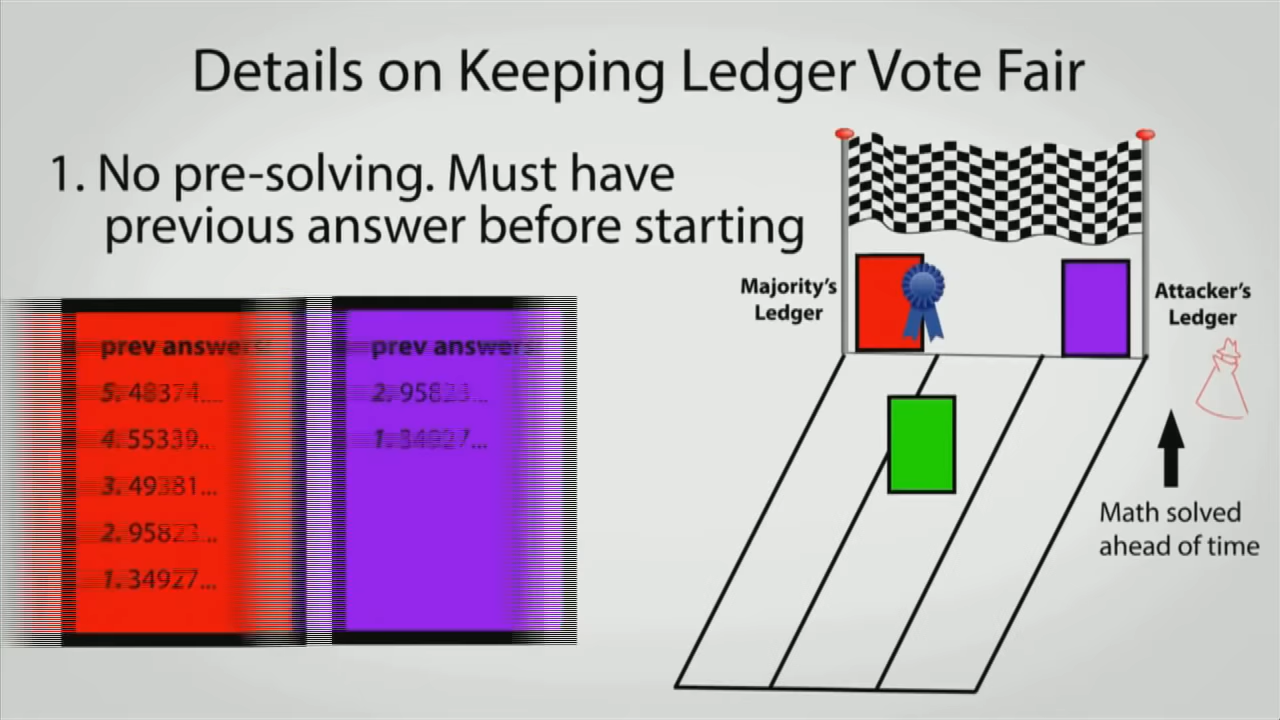 Details on Keeping Ledger Vote Fair
1. No pre-solving. Must have
previous answer before starting
prev answers:
5. 48374...
4. 55339...
3. 49381...
2. 95823...
1. 34927...
prev answers:
2. 95823...
1. 34927...
Majority's
Ledger
Attacker's
Ledger
Math solved
ahead of time